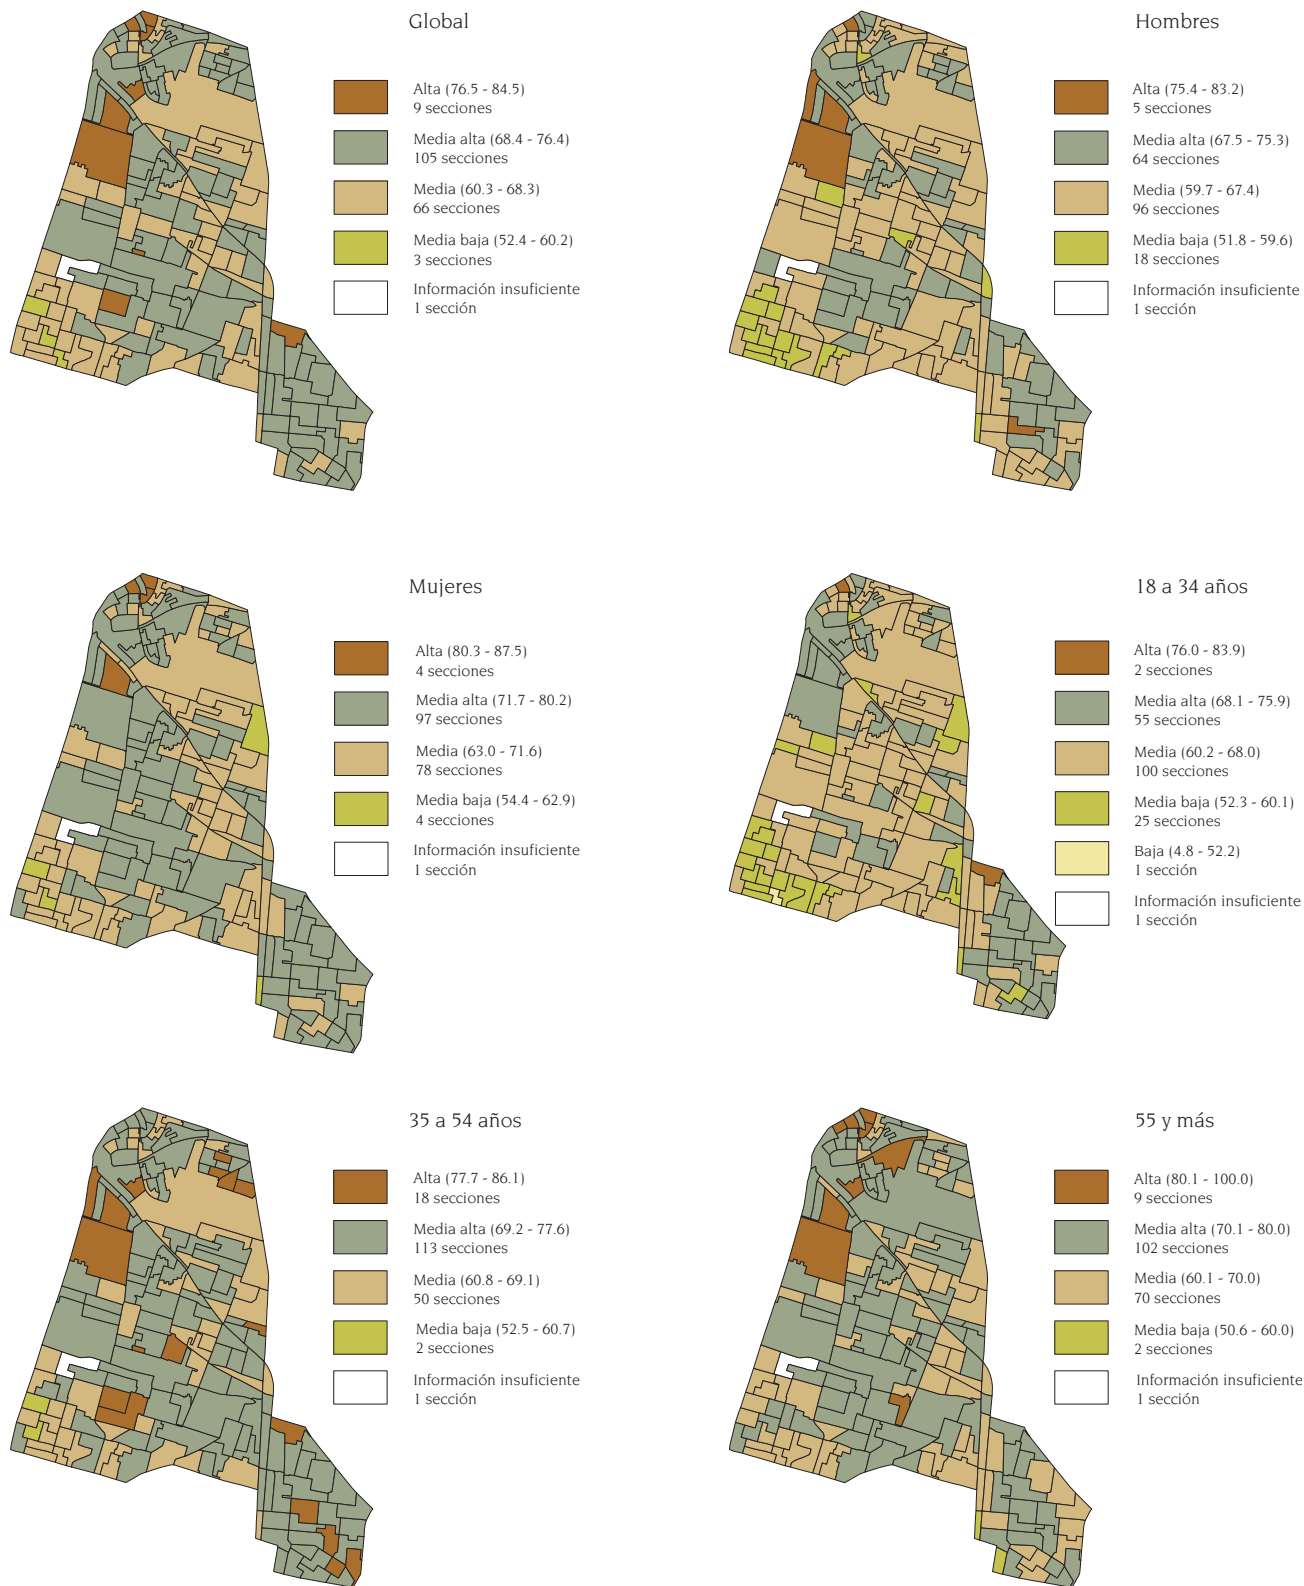 Global
Alta (76.5 - 84.5)
9 secciones
Media alta (68.4 - 76.4)
105 secciones
Media (60.3 - 68.3)
66 secciones
Media baja (52.4 - 60.2)
3 secciones
Información insuficiente
1 sección
Hombres
Alta (75.4 - 83.2)
5 secciones
Media alta (67.5 - 75.3)
64 secciones
Media (59.7 - 67.4)
96 secciones
Media baja (51.8 - 59.6)
18 secciones
Información insuficiente
1 sección
Mujeres
Alta (80.3 - 87.5)
4 secciones
Media alta (71.7 - 80.2)
97 secciones
Media (63.0 - 71.6)
78 secciones
Media baja (54.4 - 62.9)
4 secciones
Información insuficiente
1 sección
18 a 34 años
Alta (76.0 - 83.9)
2 secciones
Media alta (68.1 - 75.9)
55 secciones
Media (60.2 - 68.0)
100 secciones
Media baja (52.3 - 60.1)
25 secciones
Baja (4.8 - 52.2)
1 sección
Información insuficiente
1 sección
35 a 54 años
Alta (77.7 - 86.1)
18 secciones
Media alta (69.2 - 77.6)
113 secciones
Media (60.8 - 69.1)
50 secciones
Media baja (52.5 - 60.7)
2 secciones
Información insuficiente
1 sección
55 y más
Alta (80.1 - 100.0)
9 secciones
Media alta (70.1 - 80.0)
102 secciones
Media (60.1 - 70.0)
70 secciones
Media baja (50.6 - 60.0)
2 secciones
Información insuficiente
1 sección